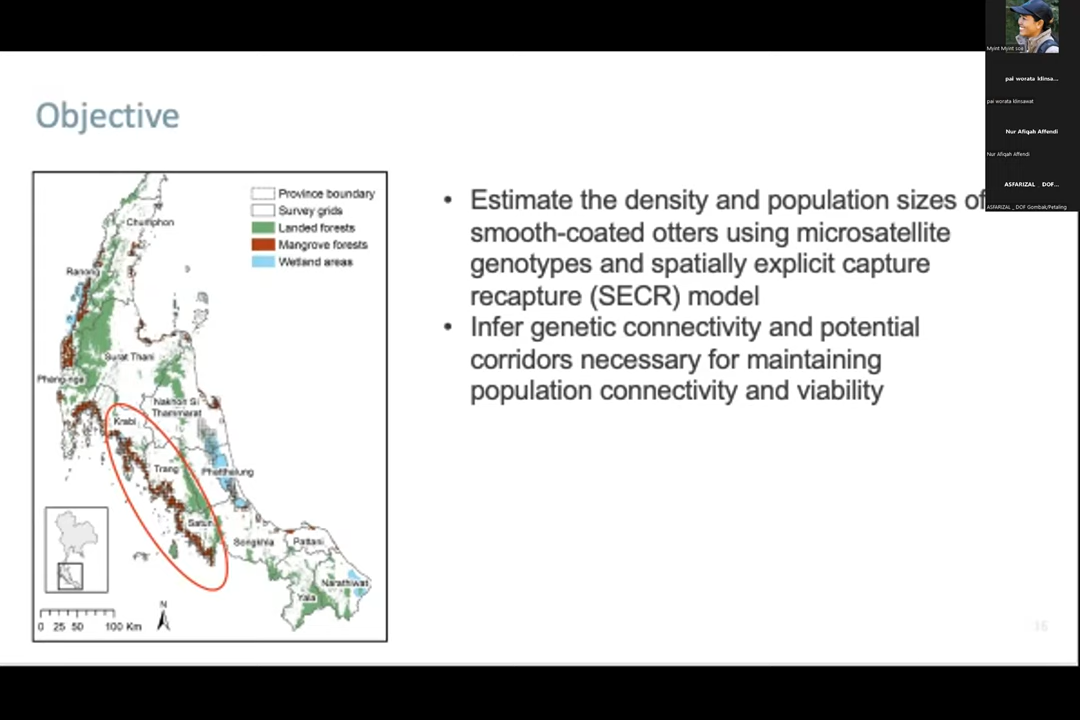 Myint Myint soe
pai worata klinsa...
pai worata klinsawat
Nur Afiqah Affendi
Nur Afiqah Affendi
ASFARIZAL _ DOF...
ASFARIZAL _ DOF Gombak/Petaling
Objective
Province boundary
Survey grids
Landed forests
Mangrove forests
Wetland areas
Chumphon
Ranong
Surat Thani
Phang-nga
Nakhon Si
Thammarat
Krabi
Trang
Phatthalung
Satun
Songkhla
Pattani
Narathiwat
Yala
N
0 25 50 100 Km
• Estimate the density and population sizes of
smooth-coated otters using microsatellite
genotypes and spatially explicit capture
recapture (SECR) model
• Infer genetic connectivity and potential
corridors necessary for maintaining
population connectivity and viability
16